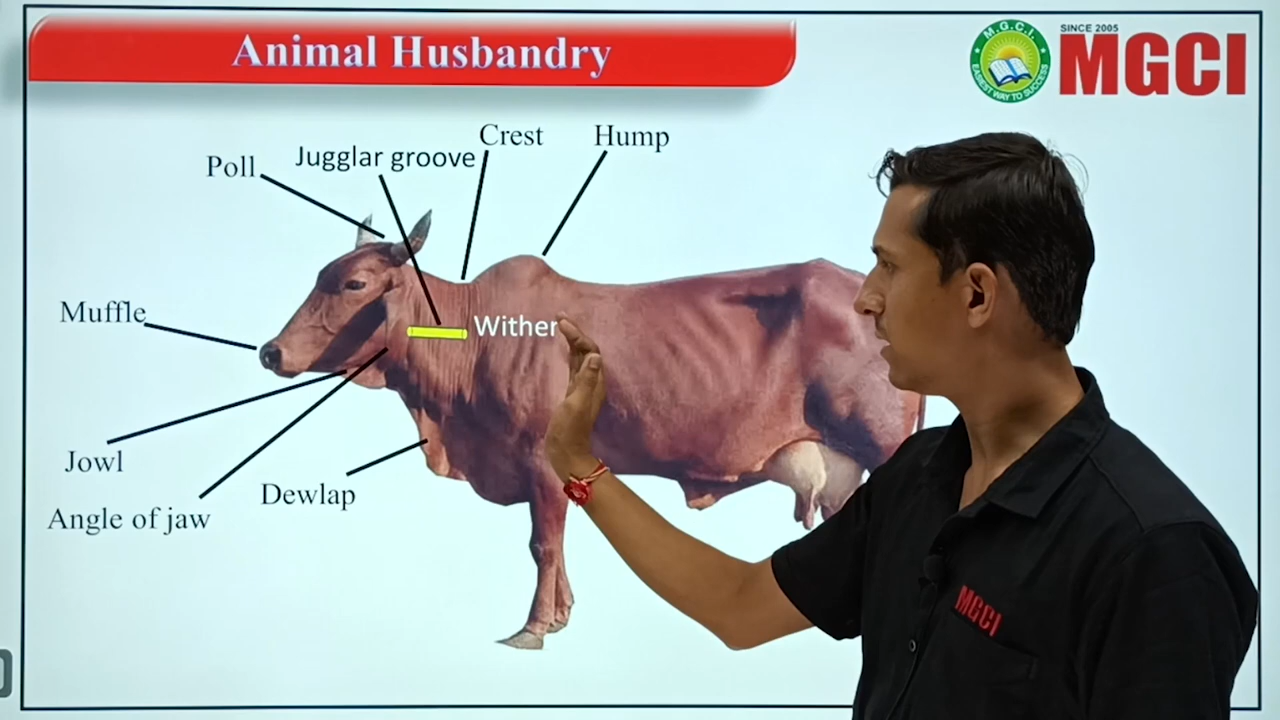 Animal Husbandry
M.G.C.I.
EASIEST WAY TO SUCCESS
SINCE 2005
MGCI
Crest
Hump
Jugglar groove
Poll
Muffle
Wither
Jowl
Dewlap
Angle of jaw
MGCI